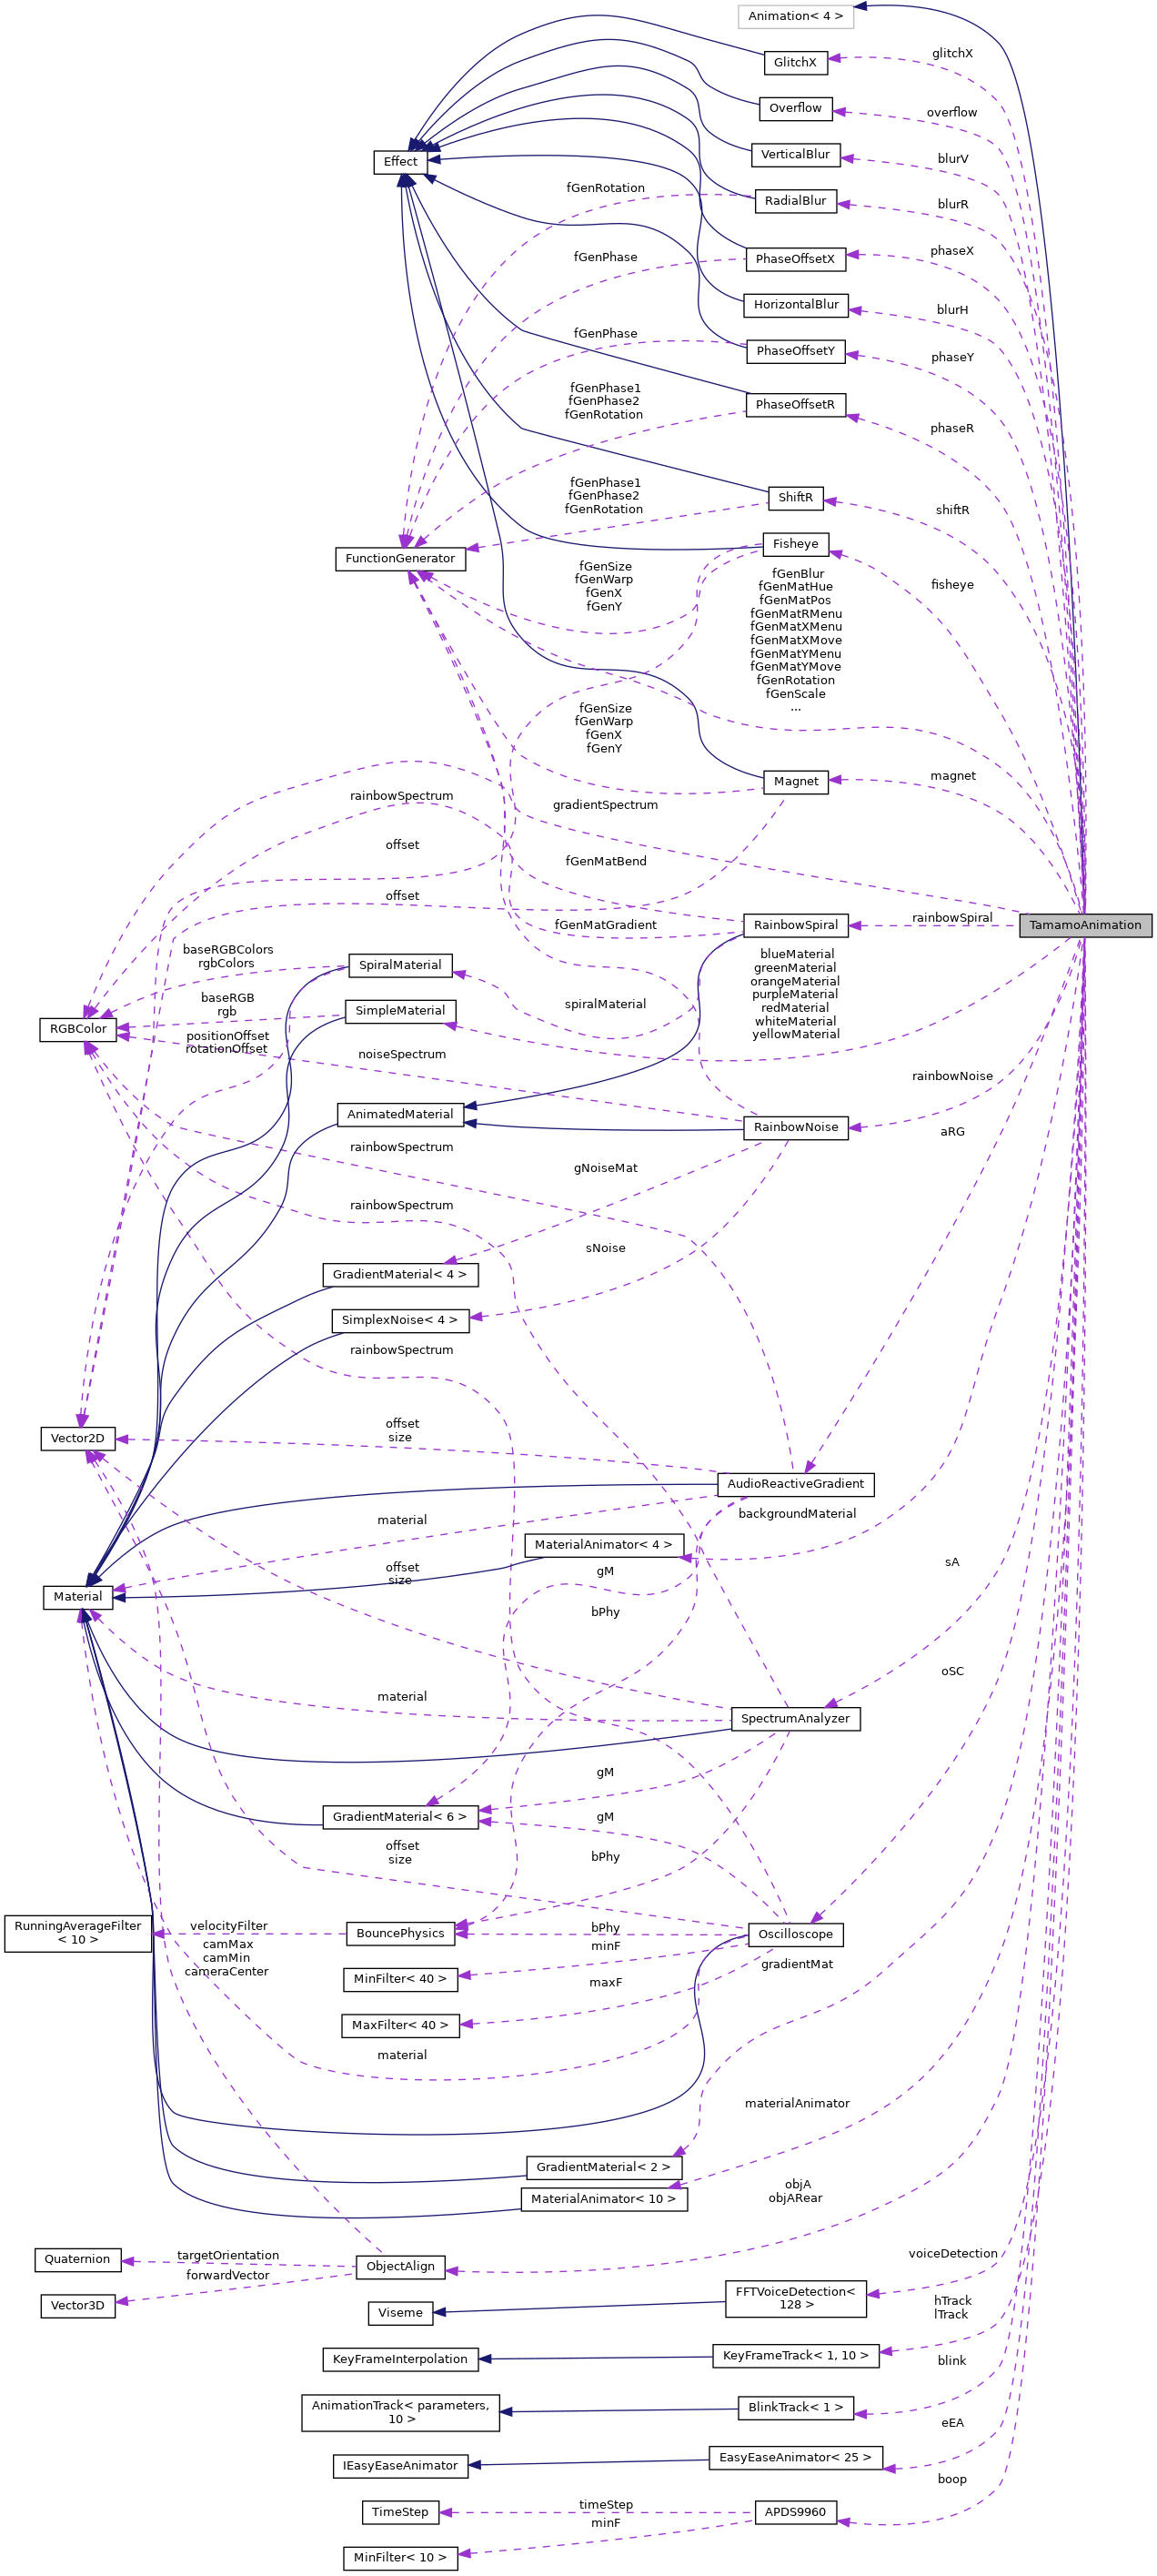 Animation< 4 >
glitchX
GlitchX
Overflow
overflow
VerticalBlur
blurV
Effect
fGenRotation
RadialBlur
blurR
fGenPhase
PhaseOffsetX
phaseX
HorizontalBlur
blurH
fGenPhase
PhaseOffsetY
phaseY
fGenPhase1
fGenPhase2
fGenRotation
PhaseOffsetR
phaseR
fGenPhase1
fGenPhase2
fGenRotation
ShiftR
shiftR
FunctionGenerator
Fisheye
fisheye
fGenSize
fGenWarp
fGenX
fGenY
fGenBlur
fGenMatHue
fGenMatPos
fGenMatRMenu
fGenMatXMenu
fGenMatXMove
fGenMatYMenu
fGenMatYMove
fGenRotation
fGenScale
...
fGenSize
fGenWarp
fGenX
fGenY
Magnet
magnet
rainbowSpectrum
gradientSpectrum
offset
fGenMatBend
offset
fGenMatGradient
RainbowSpiral
rainbowSpiral
TamamoAnimation
baseRGBColors
rgbColors
SpiralMaterial
blueMaterial
greenMaterial
orangeMaterial
purpleMaterial
redMaterial
whiteMaterial
yellowMaterial
baseRGB
rgb
SimpleMaterial
spiralMaterial
RGBColor
positionOffset
rotationOffset
noiseSpectrum
rainbowNoise
AnimatedMaterial
RainbowNoise
aRG
rainbowSpectrum
gNoiseMat
rainbowSpectrum
sNoise
GradientMaterial< 4 >
SimplexNoise< 4 >
rainbowSpectrum
Vector2D
offset
size
AudioReactiveGradient
material
backgroundMaterial
MaterialAnimator< 4 >
offset
size
gM
sA
Material
bPhy
oSC
material
SpectrumAnalyzer
gM
GradientMaterial< 6 >
gM
offset
size
bPhy
RunningAverageFilter
< 10 >
velocityFilter
BouncePhysics
bPhy
Oscilloscope
camMax
camMin
cameraCenter
minF
gradientMat
MinFilter< 40 >
maxF
MaxFilter< 40 >
material
materialAnimator
GradientMaterial< 2 >
objA
objARear
MaterialAnimator< 10 >
Quaternion
targetOrientation
ObjectAlign
voiceDetection
forwardVector
Vector3D
FFTVoiceDetection<
128 >
Viseme
hTrack
lTrack
KeyFrameInterpolation
KeyFrameTrack< 1, 10 >
blink
AnimationTrack< parameters,
10 >
BlinkTrack< 1 >
eEA
IEasyEaseAnimator
EasyEaseAnimator< 25 >
boop
TimeStep
timeStep
APDS9960
minF
MinFilter< 10 >